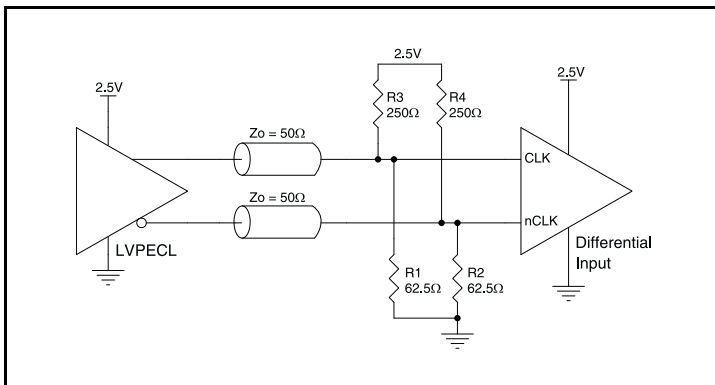 2.5V
2.5V
2.5V
R3
250Ω
R4
250Ω
Zo = 50Ω
CLK
Zo = 50Ω
nCLK
LVPECL
Differential
Input
R1
62.5Ω
R2
62.5Ω